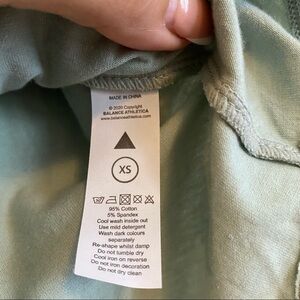 MADE IN CHINA
© 2020 Copyright
BALANCE ATHLETICA
www.balanceathletica.com
XS
95% Cotton
5% Spandex
Cool wash inside out
Use mild detergent
Wash dark colours
separately
Re-shape whilst damp
Do not tumble dry
Cool iron on reverse
Do not iron decoration
Do not dry clean